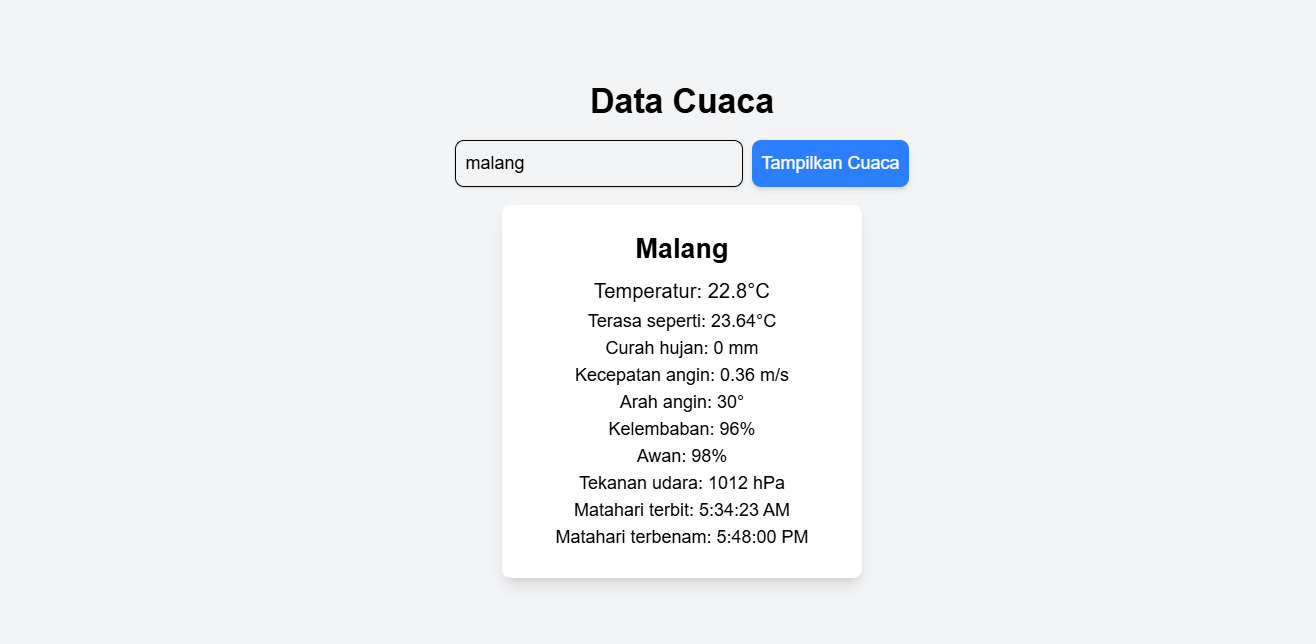 Data Cuaca
malang
Tampilkan Cuaca
Malang
Temperatur: 22.8°C
Terasa seperti: 23.64°C
Curah hujan: 0 mm
Kecepatan angin: 0.36 m/s
Arah angin: 30°
Kelembaban: 96%
Awan: 98%
Tekanan udara: 1012 hPa
Matahari terbit: 5:34:23 AM
Matahari terbenam: 5:48:00 PM